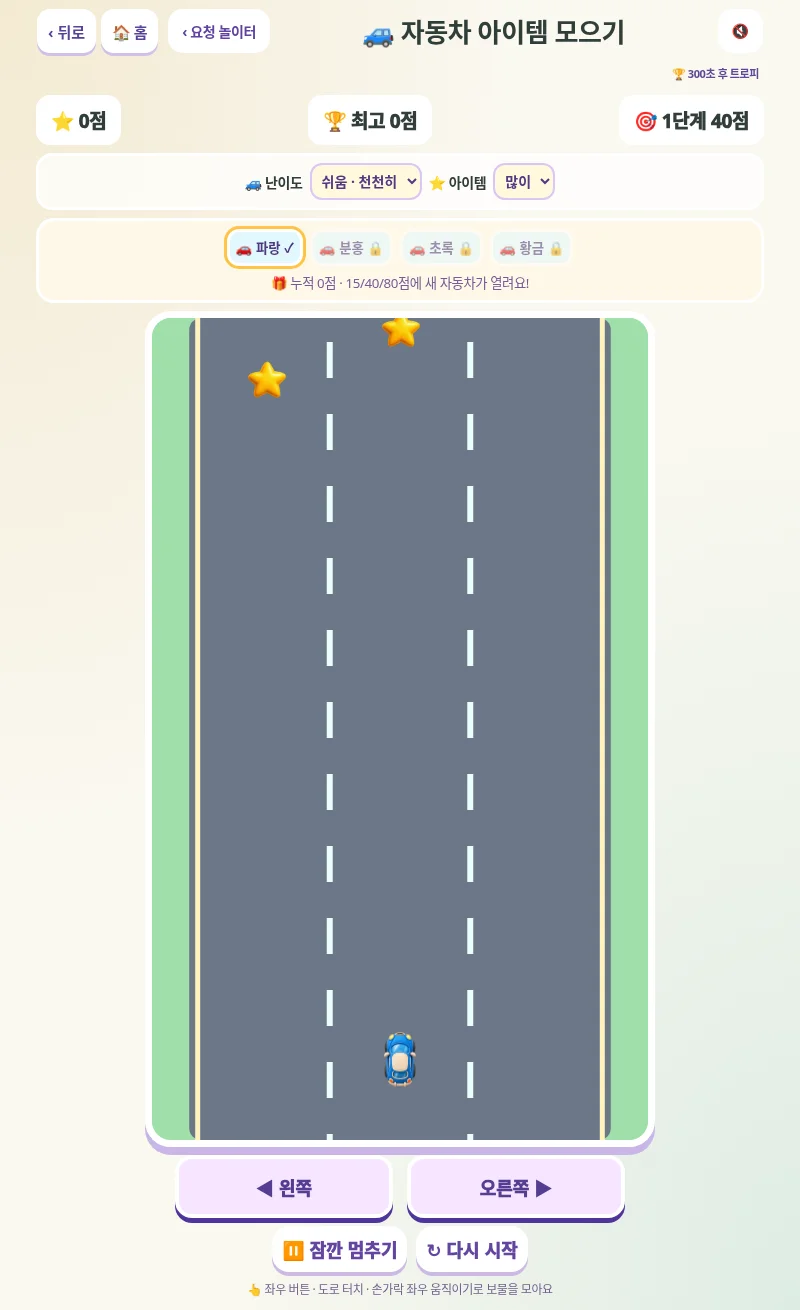 ‹ 뒤로
🏠 홈
‹ 요청 놀이터
🚙 자동차 아이템 모으기
🏆 300초 후 트로피
⭐ 0점
🏆 최고 0점
🎯 1단계 40점
🚙 난이도 쉬움 · 천천히 ⭐ 아이템 많이
🚗 파랑 ✓
🚗 분홍 🔒
🚗 초록 🔒
🚗 황금 🔒
🎁 누적 0점 · 15/40/80점에 새 자동차가 열려요!
◀ 왼쪽
오른쪽 ▶
⏸ 잠깐 멈추기
↻ 다시 시작
👆 좌우 버튼 · 도로 터치 · 손가락 좌우 움직이기로 보물을 모아요